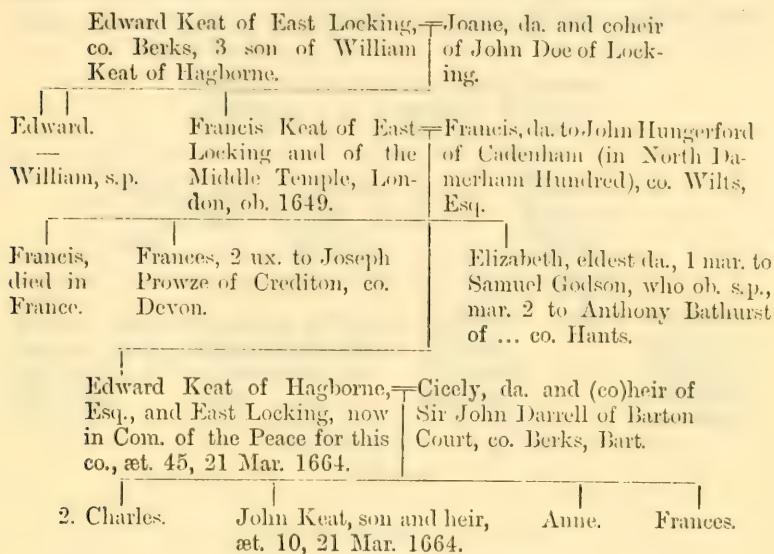 Edward Keat of East Locking,
co. Berks, 3 son of William
Keat of Hagborne.
Joane, da. and coheir
of John Doe of Lock-
ing.
Edward.
—
William, s.p.
Francis Keat of East
Locking and of the
Middle Temple, Lon-
don, ob. 1649.
Francis, da. to John Hungerford
of Cadenham (in North Da-
merham Hundred), co. Wilts,
Esq.
Francis,
died in
France.
Frances, 2 ux. to Joseph
Prowze of Crediton, co.
Devon.
Elizabeth, eldest da., 1 mar. to
Samuel Godson, who ob. s.p.,
mar. 2 to Anthony Bathurst
of ... co. Hants.
Edward Keat of Hagborne,
Esq., and East Locking, now
in Com. of the Peace for this
co., æt. 45, 21 Mar. 1664.
Cicely, da. and (co)heir of
Sir John Darrell of Barton
Court, co. Berks, Bart.
2. Charles.
John Keat, son and heir,
æt. 10, 21 Mar. 1664.
Anne.
Frances.